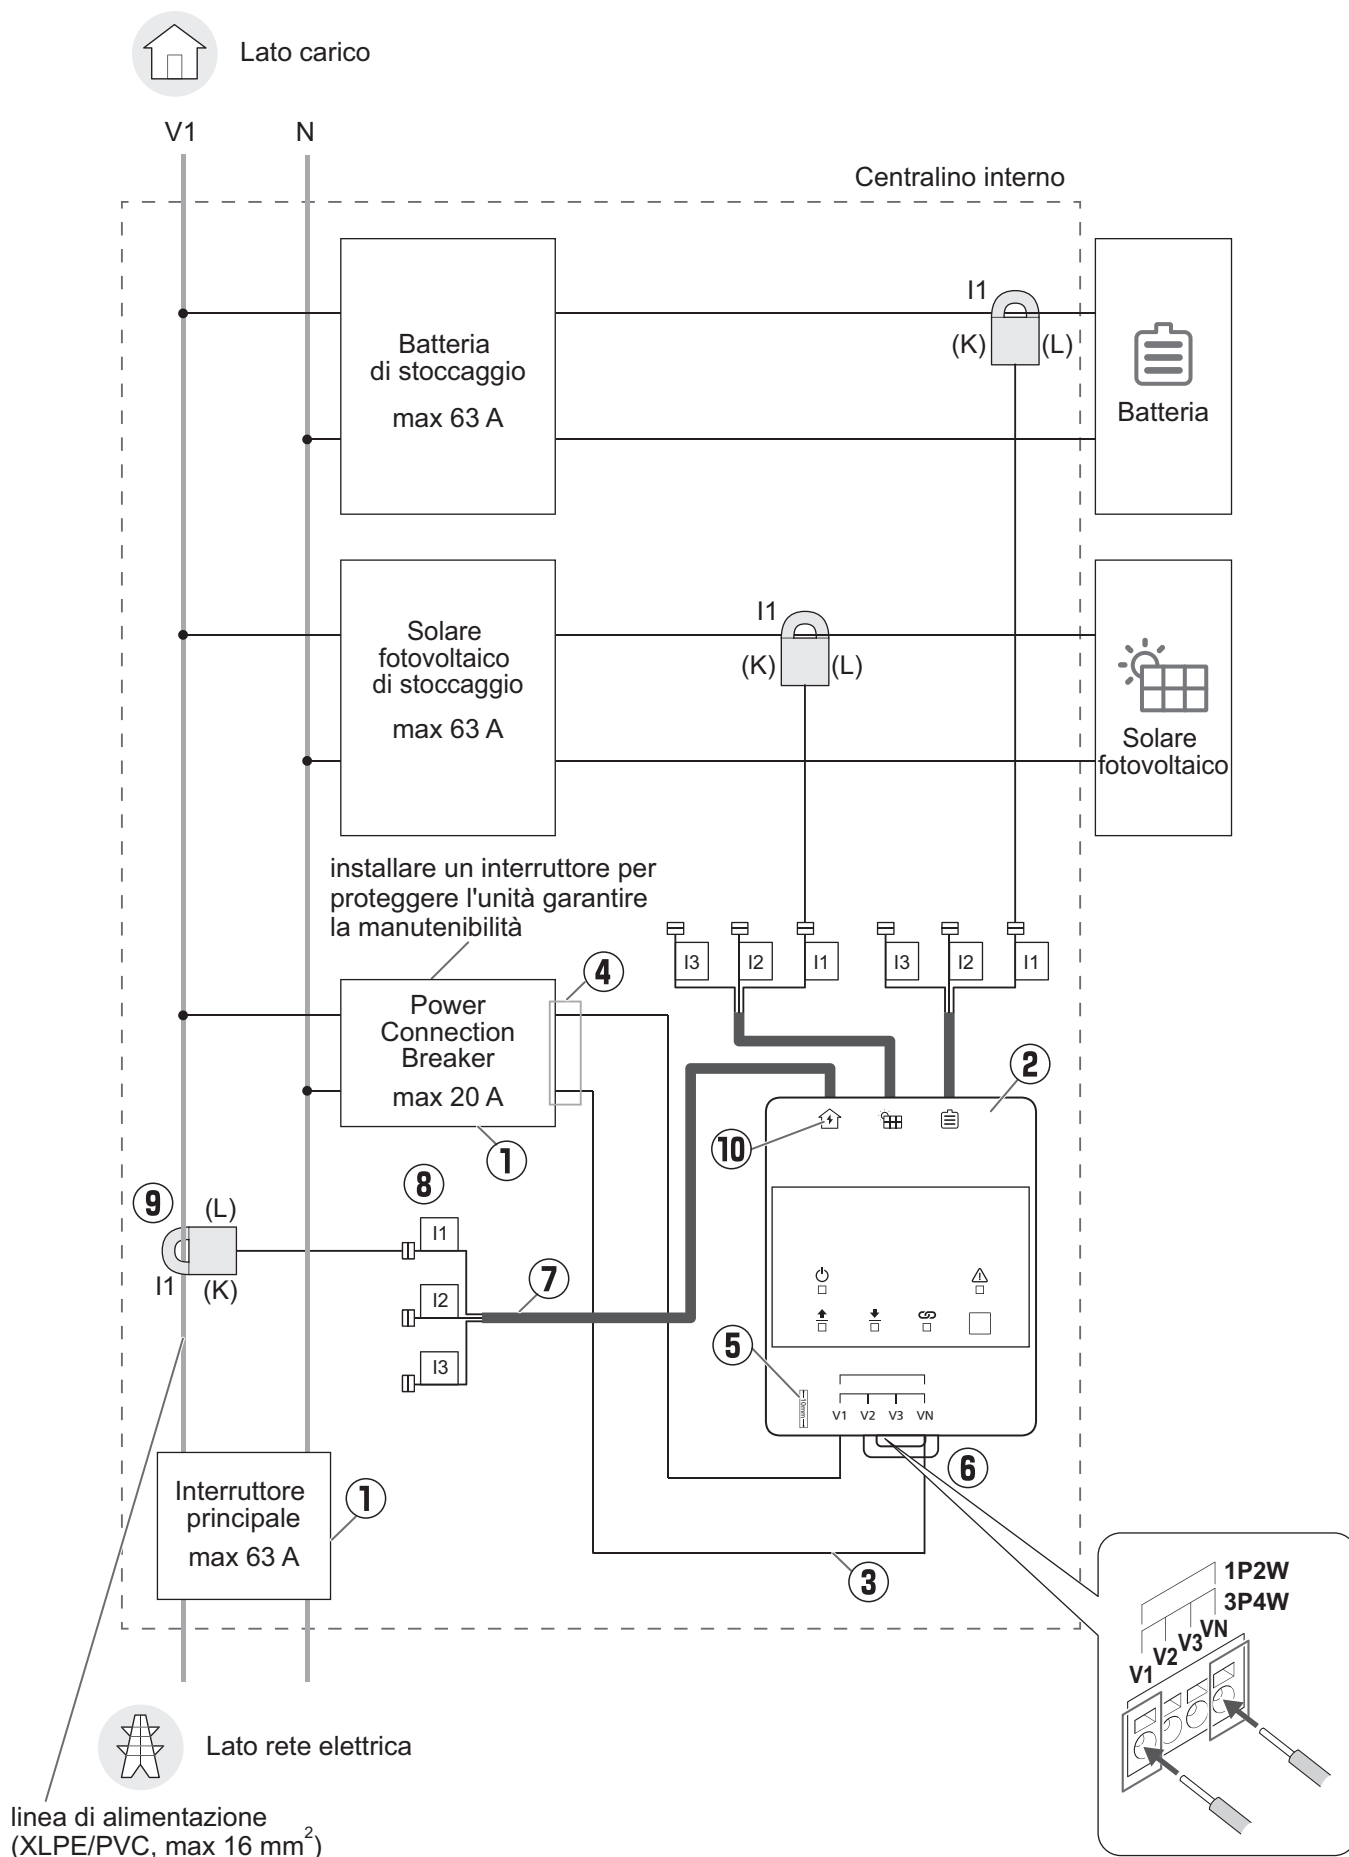 Lato carico
V1
N
Centralino interno
Batteria
di stoccaggio
max 63 A
I1
(K)
(L)
Batteria
Solare
fotovoltaico
di stoccaggio
max 63 A
I1
(K)
(L)
Solare
fotovoltaico
installare un interruttore per
proteggere l'unità garantire
la manutenibilità
I3
I2
I1
I3
I2
I1
4
Power
Connection
Breaker
max 20 A
1
2
10
8
9
(L)
I1
(K)
I1
I2
I3
7
5
10mm
V1 V2 V3 VN
6
Interruttore
principale
max 63 A
1
3
1P2W
3P4W
V1
V2
V3
VN
Lato rete elettrica
linea di alimentazione
(XLPE/PVC, max 16 mm²)